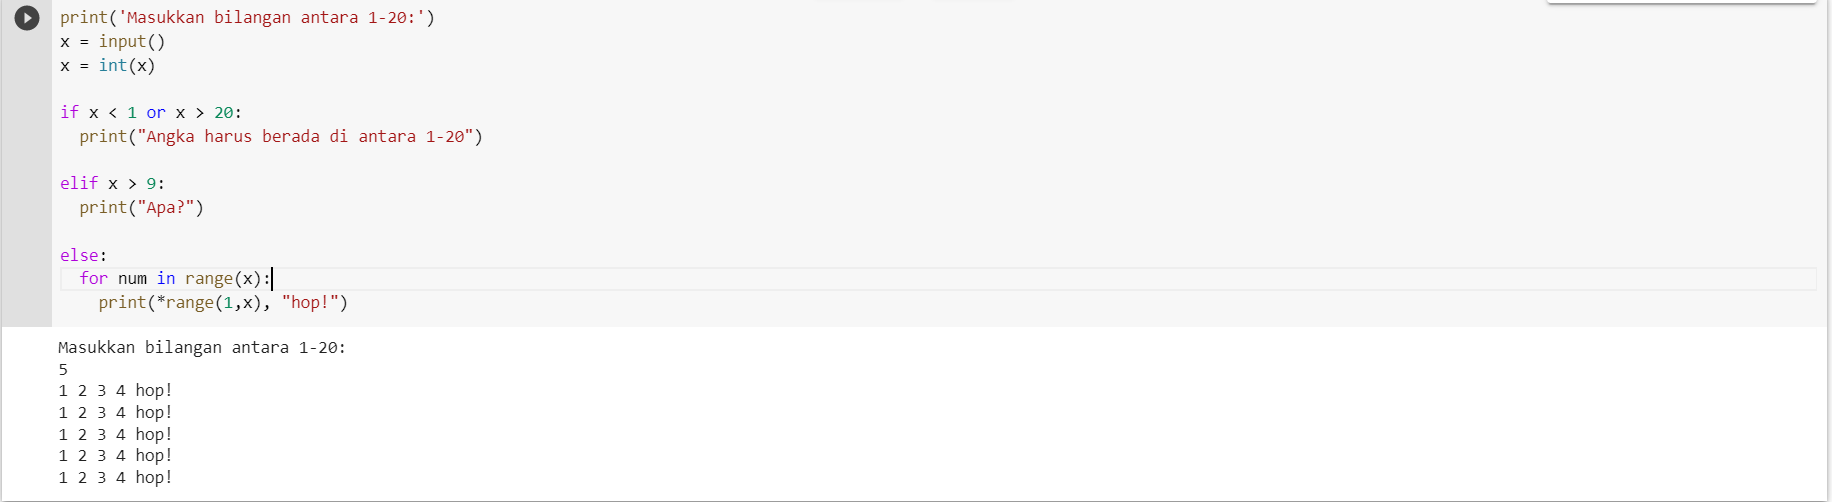 print('Masukkan bilangan antara 1-20:')
x = input()
x = int(x)
if x < 1 or x > 20:
  print("Angka harus berada di antara 1-20")
elif x > 9:
  print("Apa?")
else:
  for num in range(x):
    print(*range(1,x), "hop!")
Masukkan bilangan antara 1-20:
5
1 2 3 4 hop!
1 2 3 4 hop!
1 2 3 4 hop!
1 2 3 4 hop!
1 2 3 4 hop!